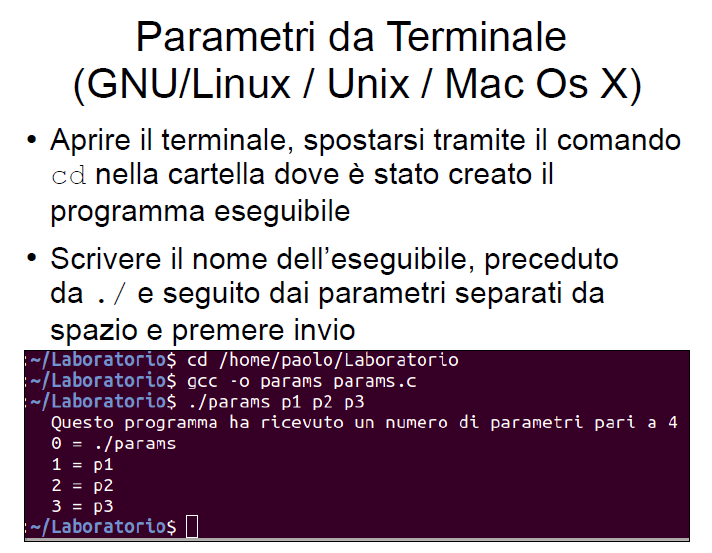 Parametri da Terminale
(GNU/Linux / Unix / Mac Os X)
• Aprire il terminale, spostarsi tramite il comando
cd nella cartella dove è stato creato il
programma eseguibile
• Scrivere il nome dell’eseguibile, preceduto
da ./ e seguito dai parametri separati da
spazio e premere invio
:~/Laboratorio$ cd /home/paolo/Laboratorio
:~/Laboratorio$ gcc -o params params.c
:~/Laboratorio$ ./params p1 p2 p3
Questo programma ha ricevuto un numero di parametri pari a 4
0 = ./params
1 = p1
2 = p2
3 = p3
:~/Laboratorio$